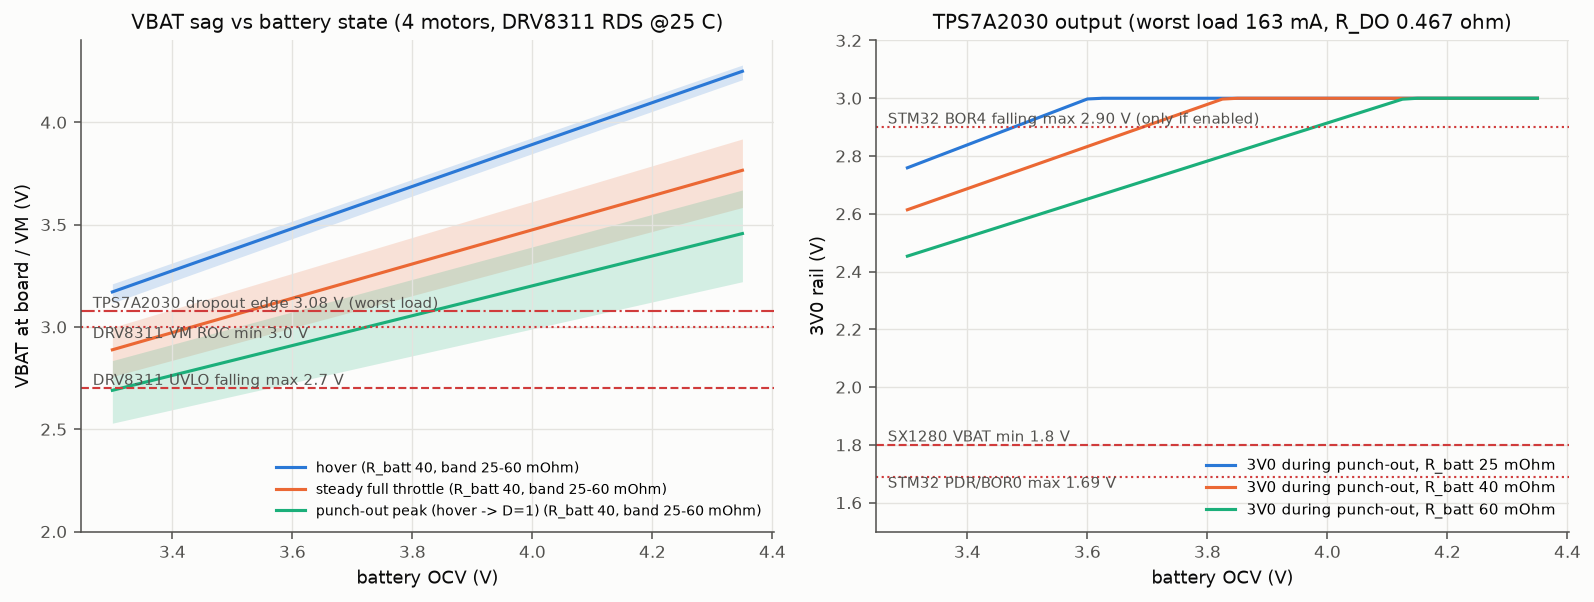 VBAT sag vs battery state (4 motors, DRV8311 RDS @25 C)
VBAT at board / VM (V)
4.0
3.5
3.0
2.5
2.0
TPS7A2030 dropout edge 3.08 V (worst load)
DRV8311 VM ROC min 3.0 V
DRV8311 UVLO falling max 2.7 V
hover (R_batt 40, band 25-60 mOhm)
steady full throttle (R_batt 40, band 25-60 mOhm)
punch-out peak (hover -> D=1) (R_batt 40, band 25-60 mOhm)
3.4 3.6 3.8 4.0 4.2 4.4
battery OCV (V)
TPS7A2030 output (worst load 163 mA, R_DO 0.467 ohm)
3V0 rail (V)
3.2
3.0
2.8
2.6
2.4
2.2
2.0
1.8
1.6
STM32 BOR4 falling max 2.90 V (only if enabled)
SX1280 VBAT min 1.8 V
STM32 PDR/BOR0 max 1.69 V
3V0 during punch-out, R_batt 25 mOhm
3V0 during punch-out, R_batt 40 mOhm
3V0 during punch-out, R_batt 60 mOhm
3.4 3.6 3.8 4.0 4.2 4.4
battery OCV (V)